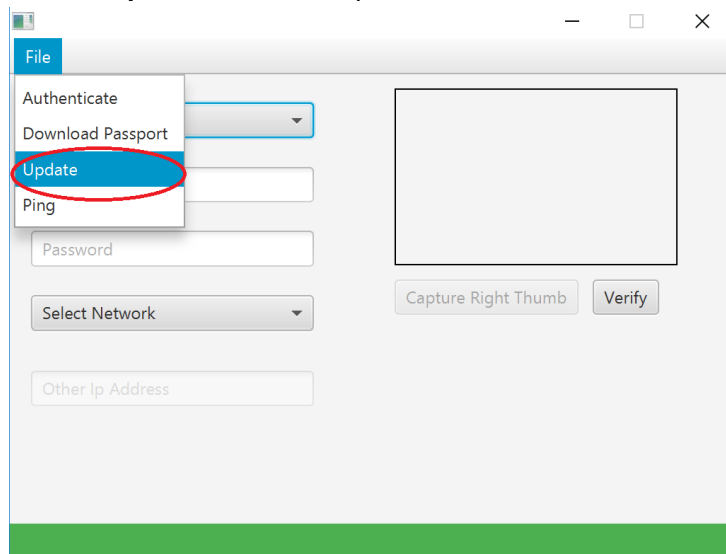 File
Authenticate
Download Passport
Update
Ping
Password
Select Network
Other Ip Address
Capture Right Thumb
Verify